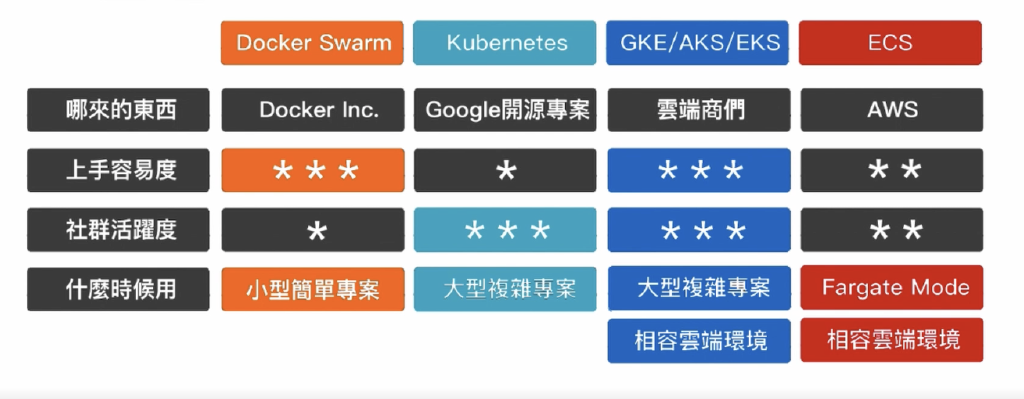 Docker Swarm Kubernetes GKE/AKS/EKS ECS
哪來的東西 Docker Inc. Google開源專案 雲端商們 AWS
上手容易度 * * * * * * * * *
社群活躍度 * * * * * * * * *
什麼時候用 小型簡單專案 大型複雜專案 大型複雜專案 Fargate Mode
相容雲端環境 相容雲端環境